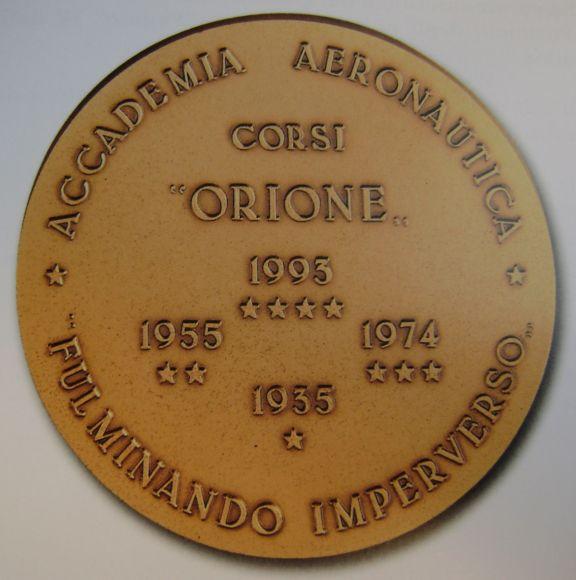 ACCADEMIA AERONAUTICA
CORSI
"ORIONE"
1993
1955 1974
1935
"FULMINANDO IMPERVERSO"